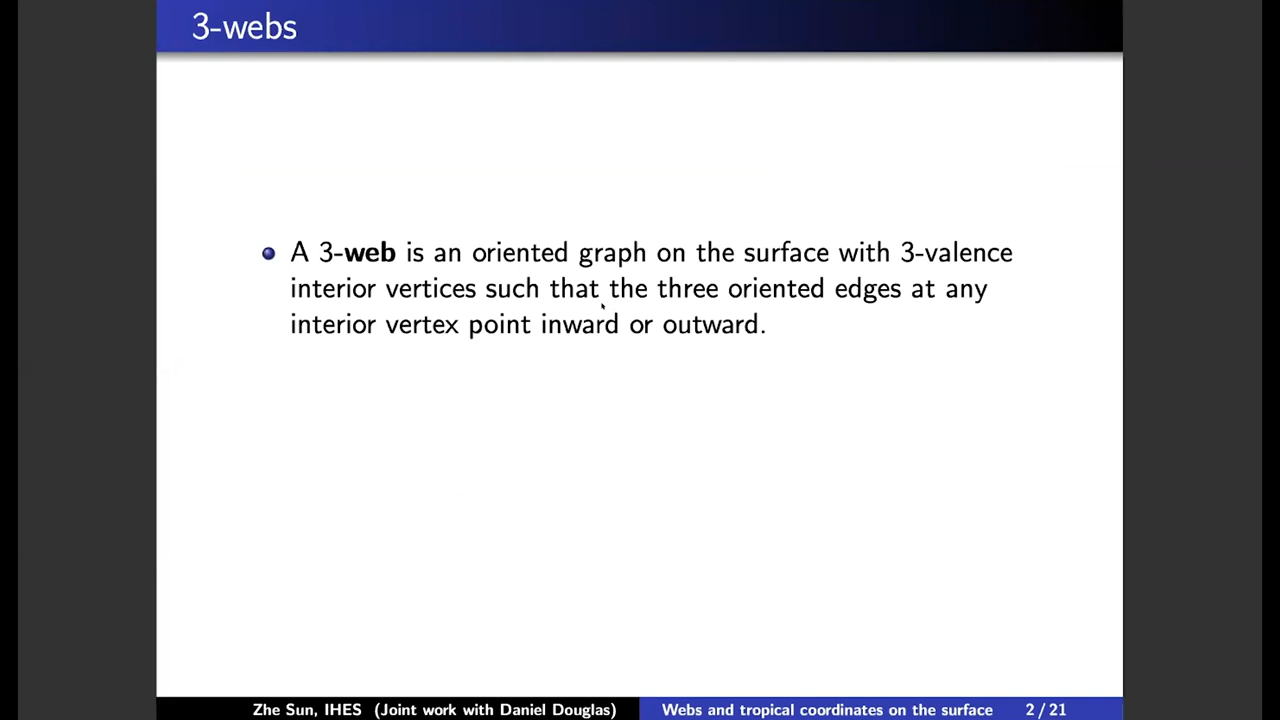 3-webs
A 3-web is an oriented graph on the surface with 3-valence
interior vertices such that the three oriented edges at any
interior vertex point inward or outward.
Zhe Sun, IHES (Joint work with Daniel Douglas)
Webs and tropical coordinates on the surface
2 / 21